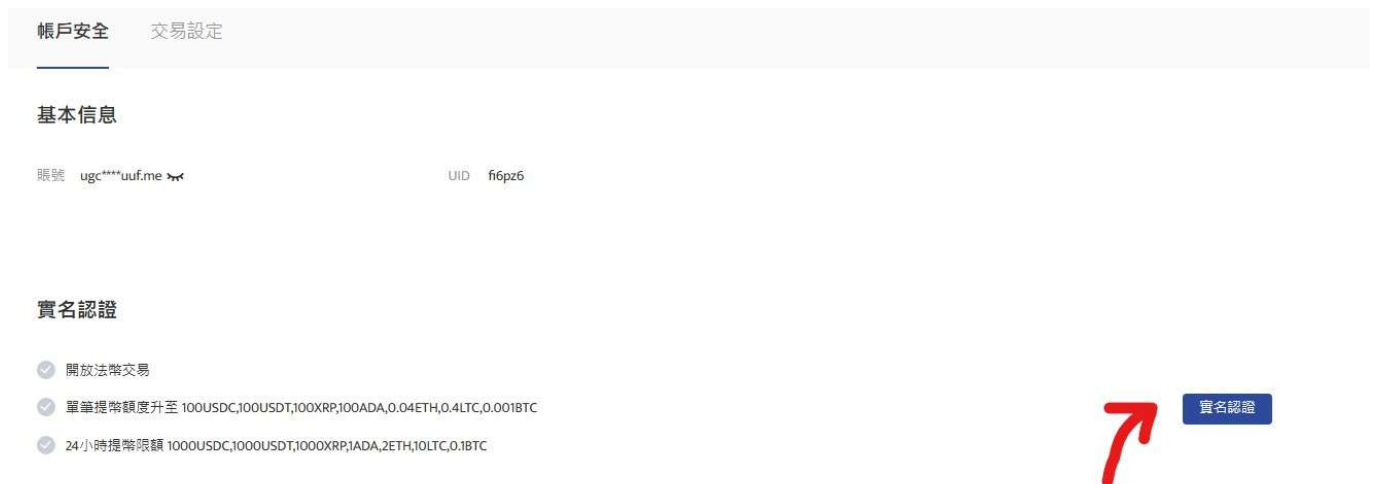 帳戶安全 交易設定
基本信息
賬號 ugc****uuf.me UID fi6pz6
實名認證
開放法幣交易
單筆提幣額度升至 100USDC,100USDT,100XRP,100ADA,0.04ETH,0.4LTC,0.001BTC
實名認證
24小時提幣限額 1000USDC,1000USDT,1000XRP,1ADA,2ETH,10LTC,0.1BTC